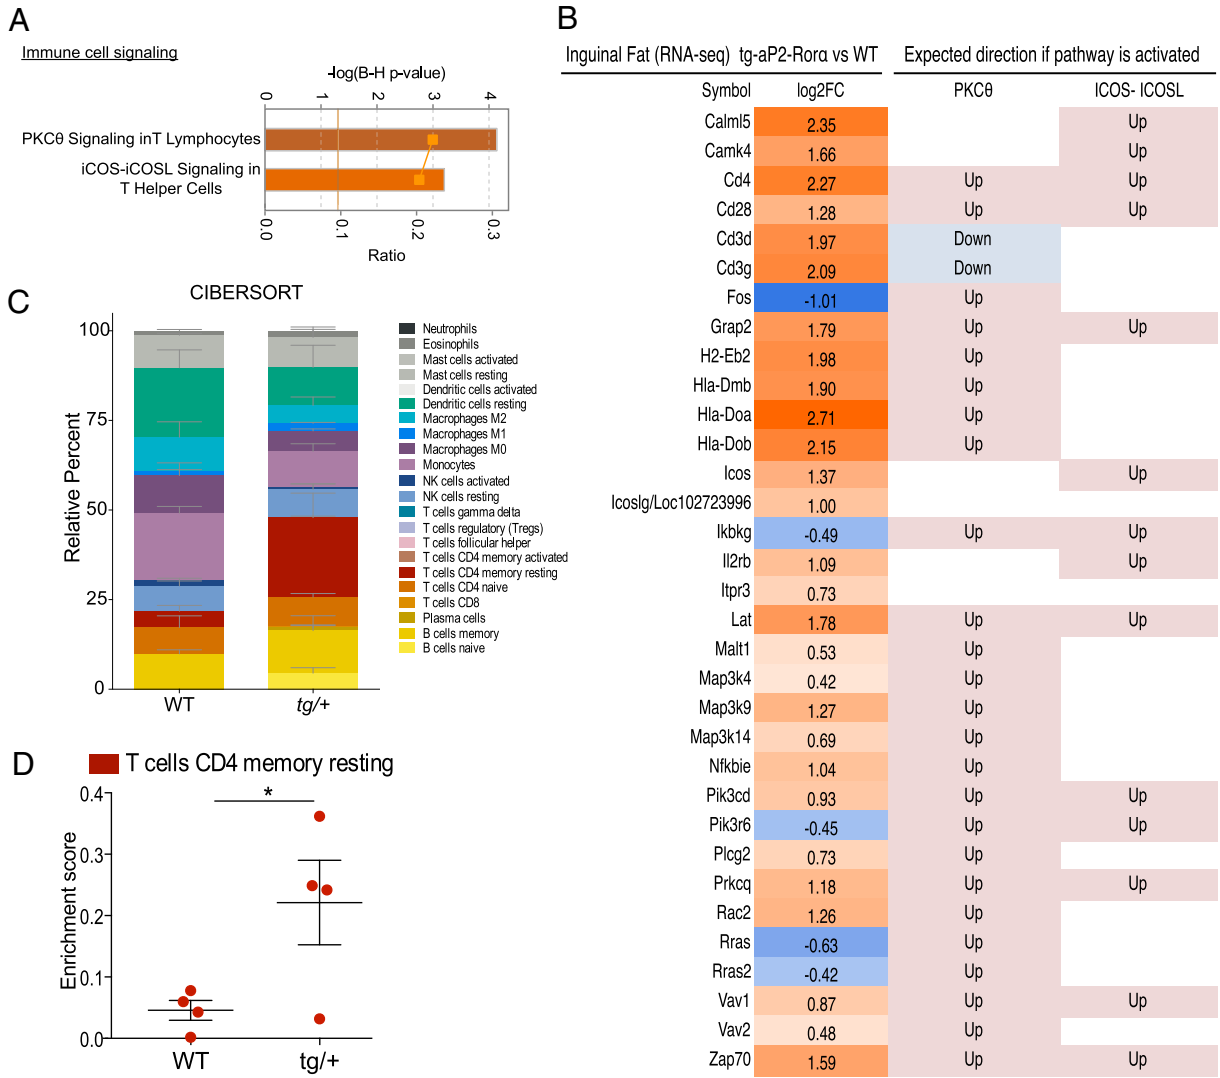 A
Immune cell signaling
-log(B-H p-value)
0 1 2 3 4
PKCθ Signaling inT Lymphocytes
iCOS-iCOSL Signaling in
T Helper Cells
0.0 0.1 0.2 0.3
Ratio
B
Inguinal Fat (RNA-seq) tg-aP2-Rorα vs WT Expected direction if pathway is activated
Symbol log2FC PKCθ ICOS- ICOSL
Calml5 2.35 Up
Camk4 1.66 Up
Cd4 2.27 Up Up
Cd28 1.28 Up Up
Cd3d 1.97 Down
Cd3g 2.09 Down
Fos -1.01 Up
Grap2 1.79 Up Up
H2-Eb2 1.98 Up
Hla-Dmb 1.90 Up
Hla-Doa 2.71 Up
Hla-Dob 2.15 Up
Icos 1.37 Up
Icoslg/Loc102723996 1.00
Ikbkg -0.49 Up Up
Il2rb 1.09 Up
Itpr3 0.73
Lat 1.78 Up Up
Malt1 0.53 Up
Map3k4 0.42 Up
Map3k9 1.27 Up
Map3k14 0.69 Up
Nfkbie 1.04 Up
Pik3cd 0.93 Up Up
Pik3r6 -0.45 Up Up
Plcg2 0.73 Up
Prkcq 1.18 Up Up
Rac2 1.26 Up
Rras -0.63 Up
Rras2 -0.42 Up
Vav1 0.87 Up Up
Vav2 0.48 Up
Zap70 1.59 Up Up
C
CIBERSORT
Relative Percent
100
75
50
25
0
WT tg/+
Neutrophils
Eosinophils
Mast cells activated
Mast cells resting
Dendritic cells activated
Dendritic cells resting
Macrophages M2
Macrophages M1
Macrophages M0
Monocytes
NK cells activated
NK cells resting
T cells gamma delta
T cells regulatory (Tregs)
T cells follicular helper
T cells CD4 memory activated
T cells CD4 memory resting
T cells CD4 naive
T cells CD8
Plasma cells
B cells memory
B cells naive
D
T cells CD4 memory resting
Enrichment score
0.4
0.3
0.2
0.1
0.0
*
WT tg/+